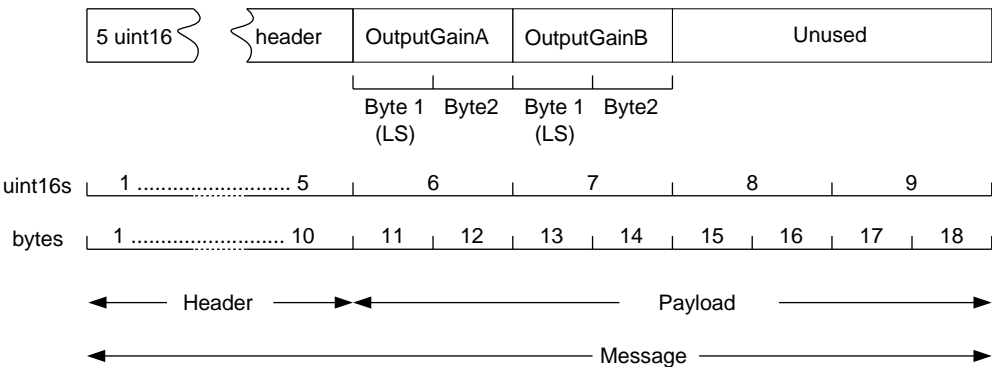 5 uint16 header OutputGainA OutputGainB Unused
Byte 1 Byte2 Byte 1 Byte2
(LS) (LS)
uint16s 1 .......................... 5 6 7 8 9
bytes 1 .......................... 10 11 12 13 14 15 16 17 18
Header Payload
Message